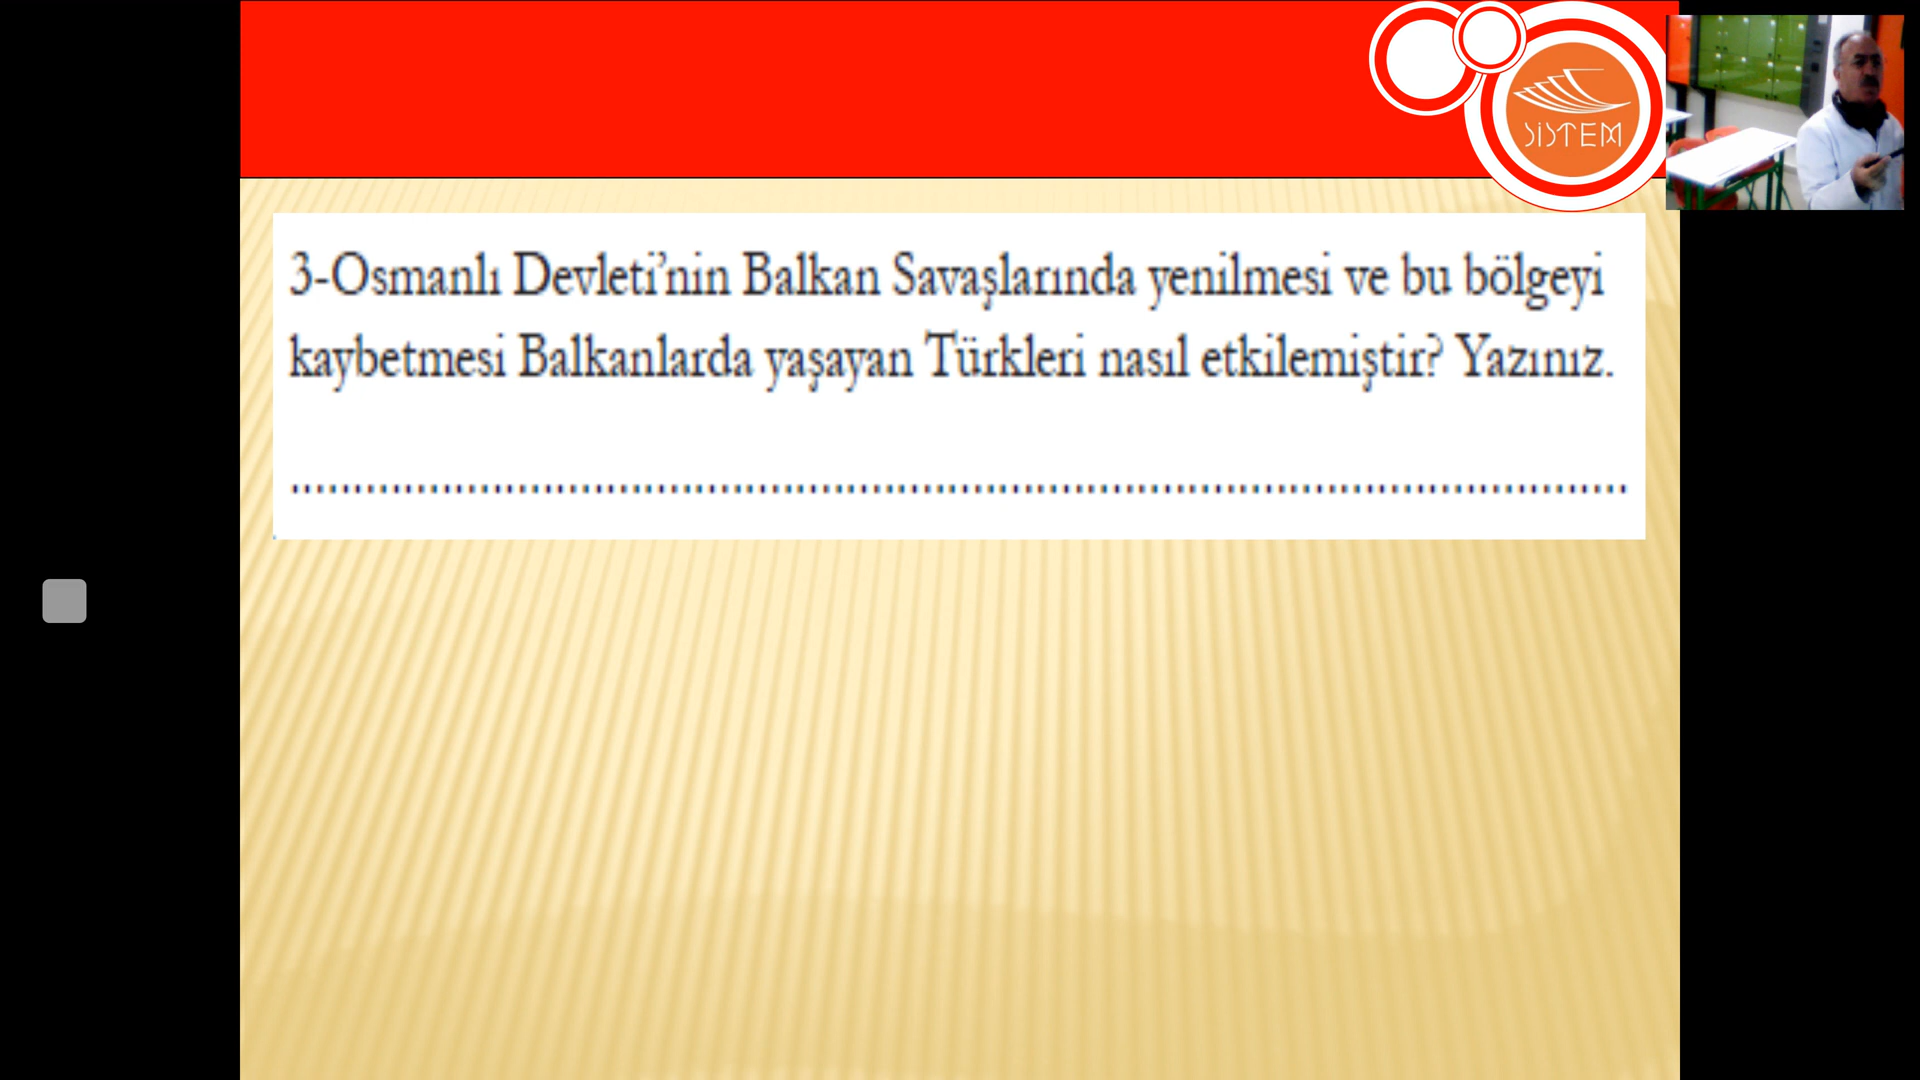 SİSTEM
3-Osmanlı Devleti’nin Balkan Savaşlarında yenilmesi ve bu bölgeyi
kaybetmesi Balkanlarda yaşayan Türkleri nasıl etkilemiştir? Yazınız.
....................................................................................................